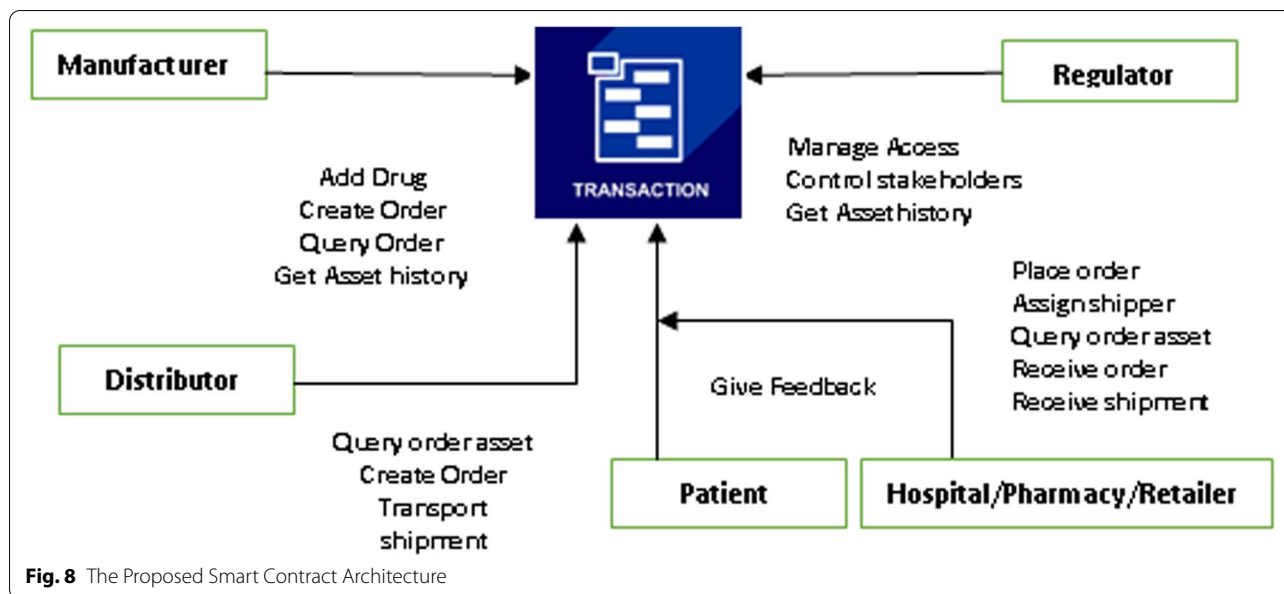 Manufacturer
Regulator
TRANSACTION
Add Drug
Create Order
Query Order
Get Asset history
Manage Access
Control stakeholders
Get Asset history
Place order
Assign shipper
Query order asset
Receive order
Receive shipment
Distributor
Give Feedback
Query order asset
Create Order
Transport
shipment
Patient
Hospital/Pharmacy/Retailer
Fig. 8 The Proposed Smart Contract Architecture